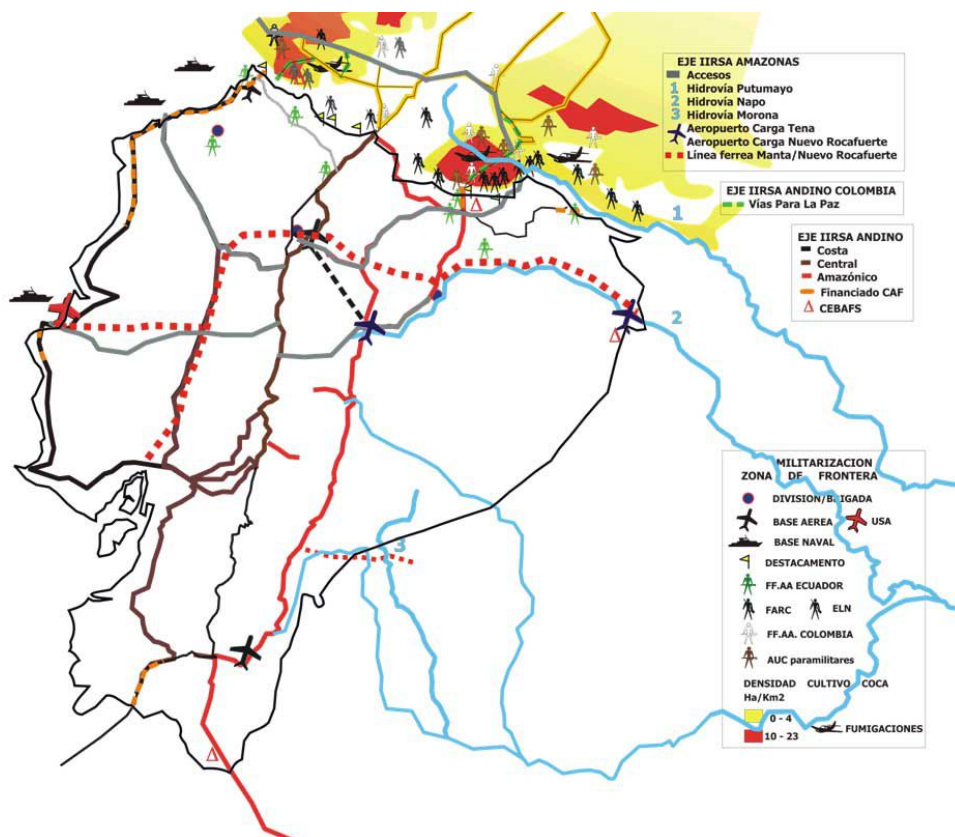 EJE IIRSA AMAZONAS
Accesos
1 Hidrovía Putumayo
2 Hidrovía Napo
3 Hidrovía Morona
Aeropuerto Carga Tena
Aeropuerto Carga Nuevo Rocafuerte
Línea ferrea Manta/Nuevo Rocafuerte
EJE IIRSA ANDINO COLOMBIA
Vías Para La Paz
1
EJE IIRSA ANDINO
Costa
Central
Amazónico
Financiado CAF
CEBAFS
2
3
MILITARIZACION
ZONA DE FRONTERA
DIVISION/BRIGADA
BASE AEREA USA
BASE NAVAL
DESTACAMENTO
FF.AA ECUADOR
FARC ELN
FF.AA. COLOMBIA
AUC paramilitares
DENSIDAD CULTIVO COCA
Ha/Km2
0 - 4
10 - 23 FUMIGACIONES